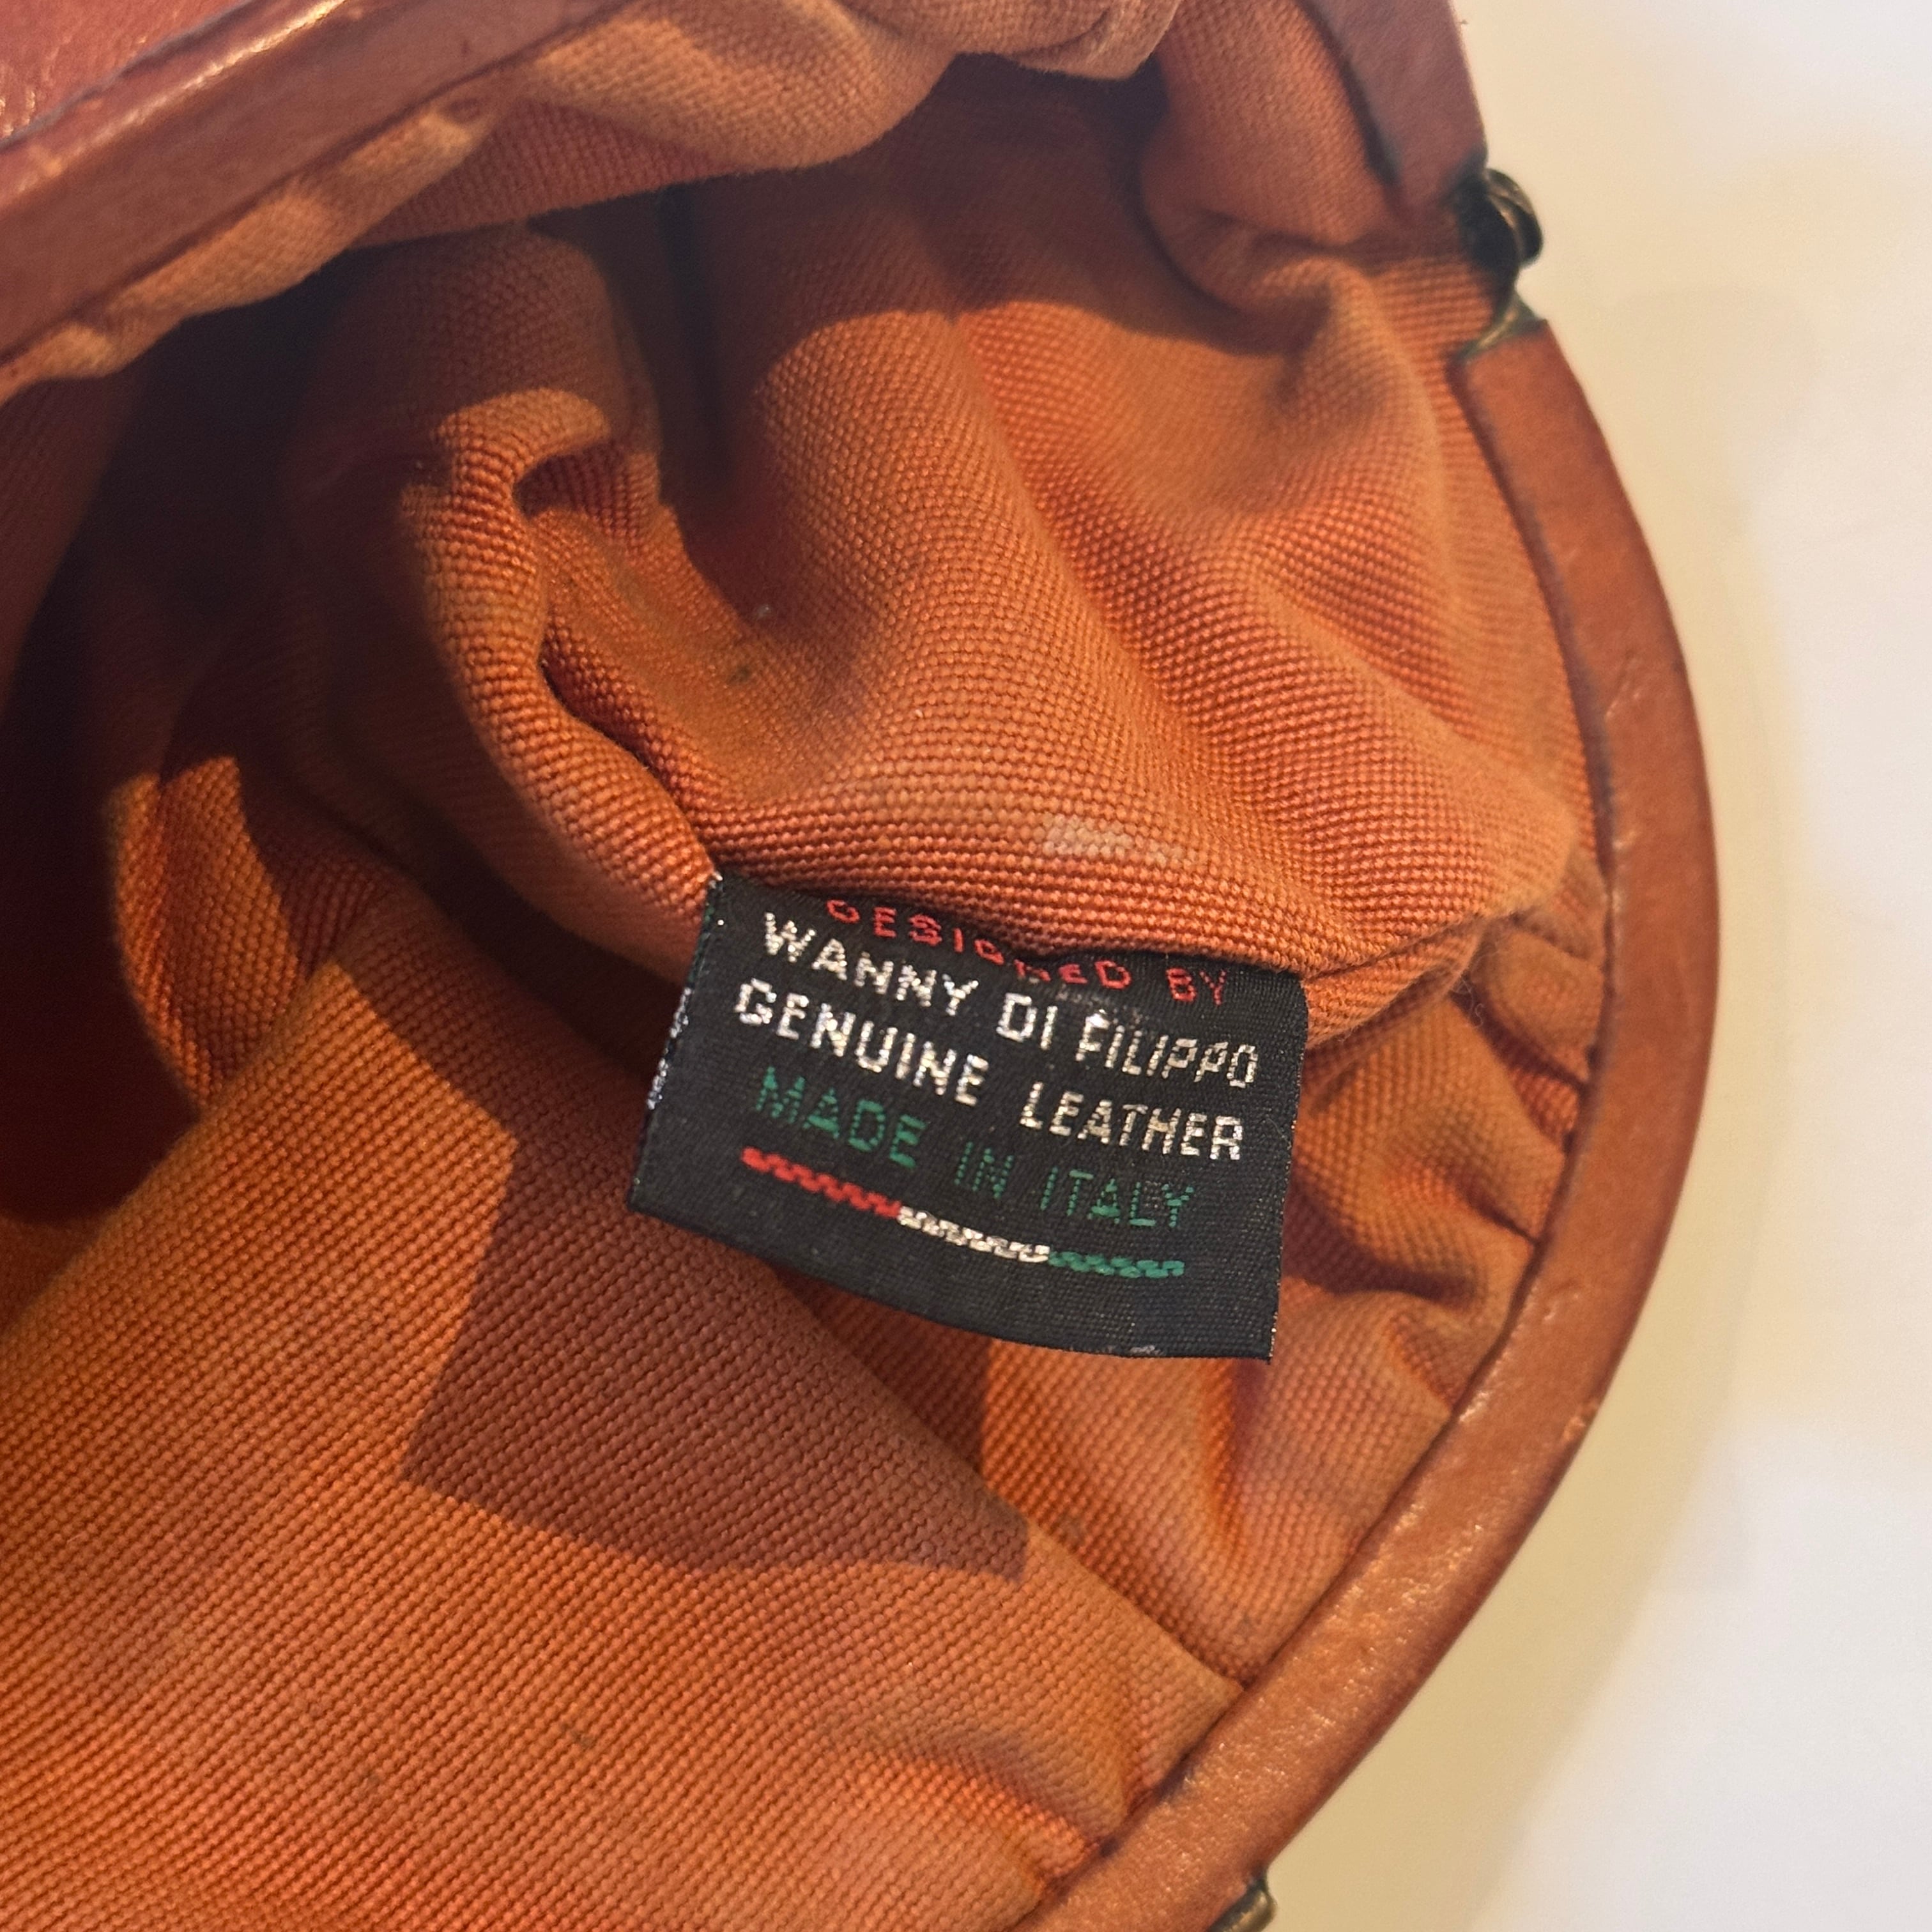 DESIGNED BY
WANNY DI FILIPPO
GENUINE LEATHER
MADE IN ITALY